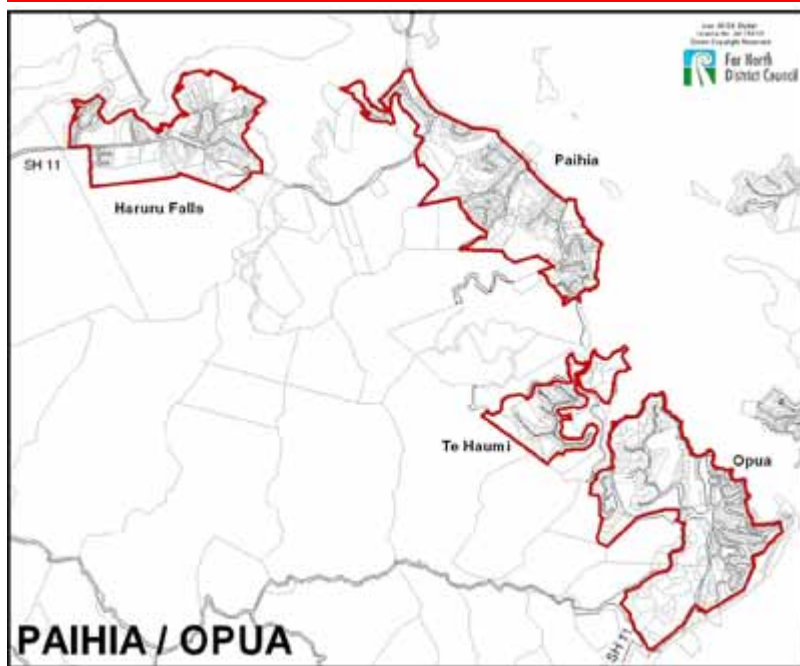 Far North
District Council
Paihia
SH 11
Haruru Falls
Te Haumi
Opua
PAIHIA / OPUA
SH 11